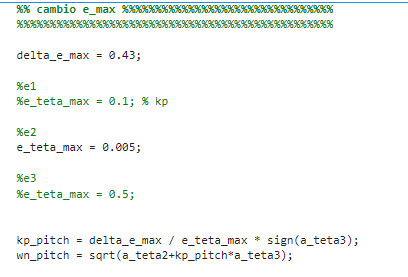 %% cambio e_max %%%%%%%%%%%%%%%%%%%%%%%%%%%%%%%%
%%%%%%%%%%%%%%%%%%%%%%%%%%%%%%%%%%%%%%%%%%%%%%%%
delta_e_max = 0.43;
%e1
%e_teta_max = 0.1; % kp
%e2
e_teta_max = 0.005;
%e3
%e_teta_max = 0.5;
kp_pitch = delta_e_max / e_teta_max * sign(a_teta3);
wn_pitch = sqrt(a_teta2+kp_pitch*a_teta3);